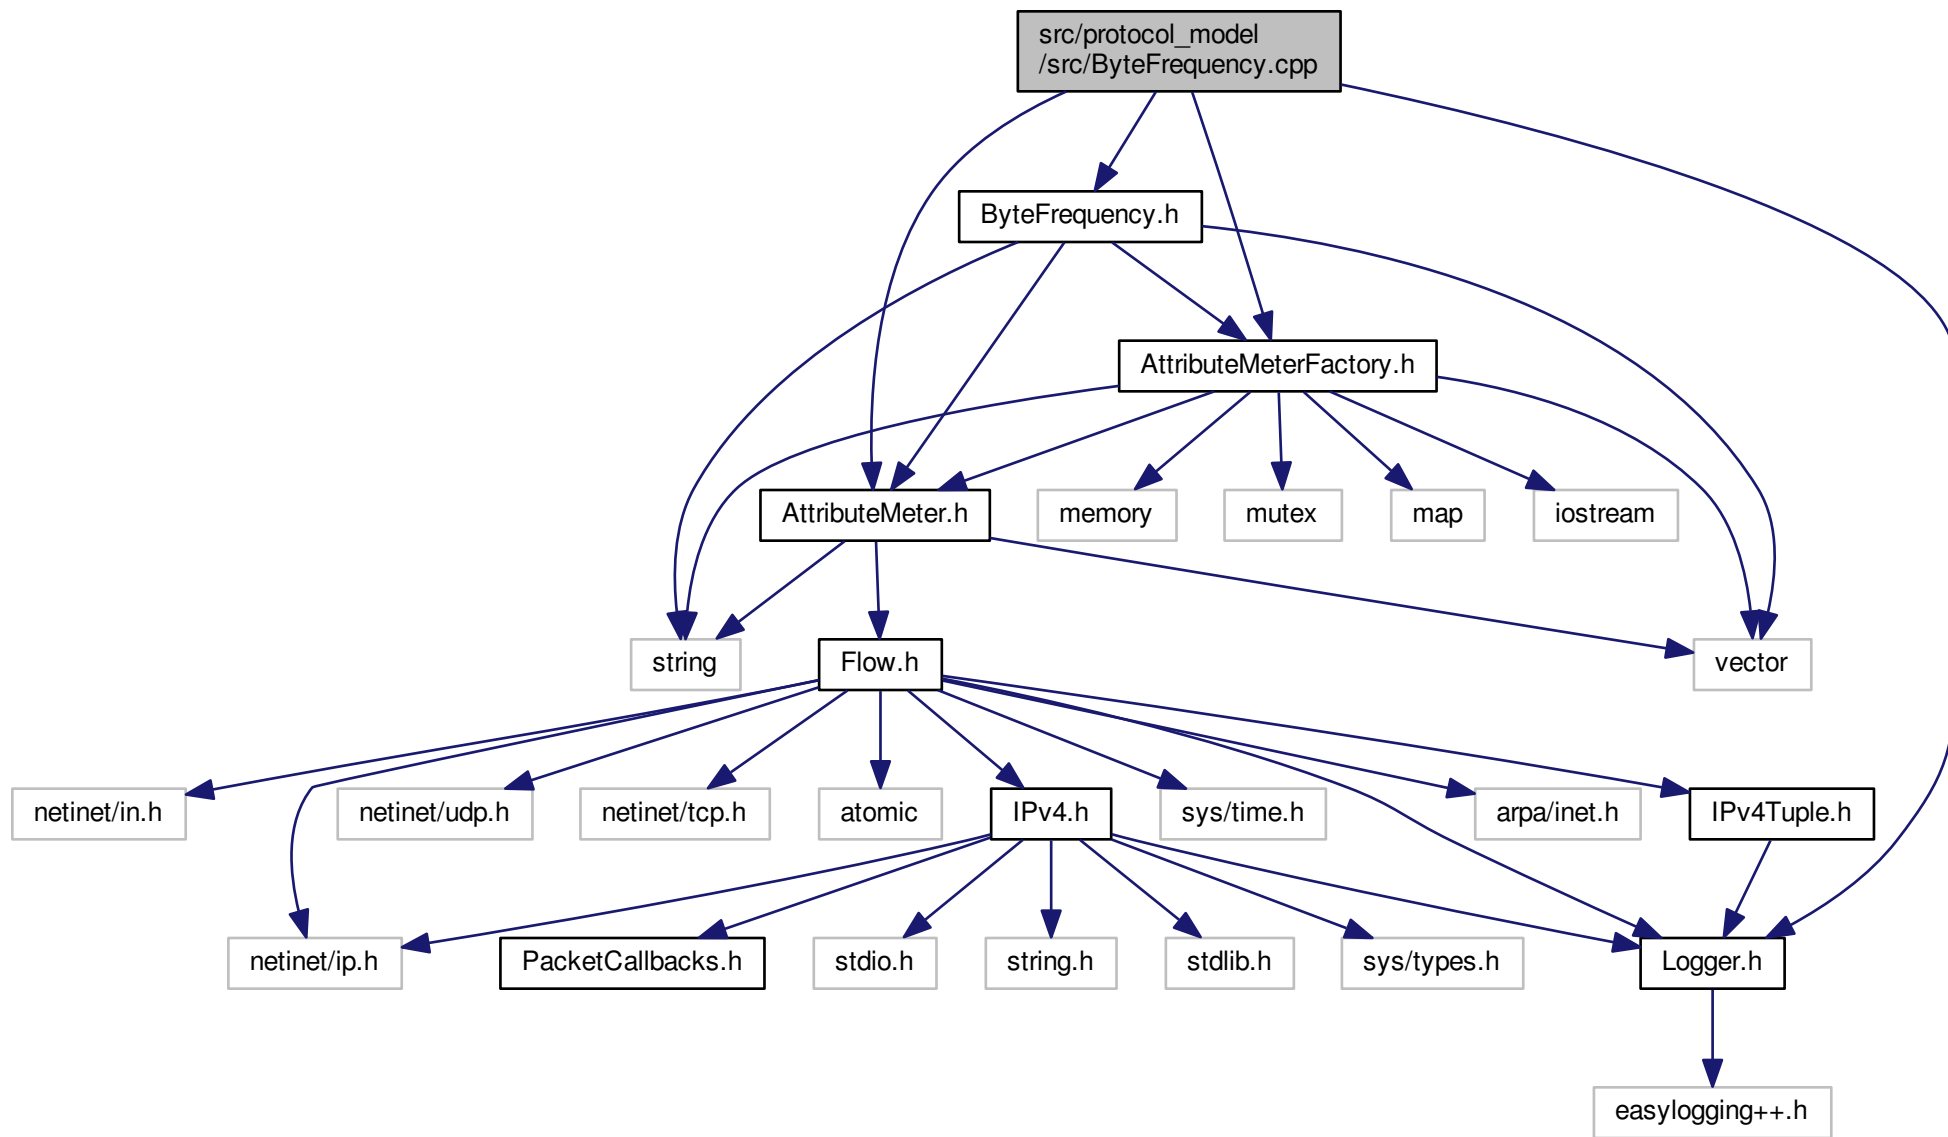 src/protocol_model
/src/ByteFrequency.cpp
ByteFrequency.h
AttributeMeterFactory.h
AttributeMeter.h
memory
mutex
map
iostream
string
Flow.h
vector
netinet/in.h
netinet/udp.h
netinet/tcp.h
atomic
IPv4.h
sys/time.h
arpa/inet.h
IPv4Tuple.h
netinet/ip.h
PacketCallbacks.h
stdio.h
string.h
stdlib.h
sys/types.h
Logger.h
easylogging++.h